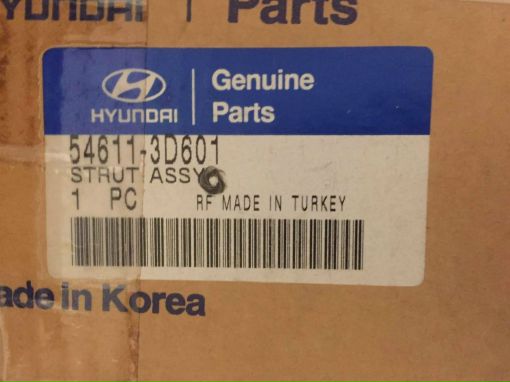 HYUNDAI | Parts
HYUNDAI
Genuine
Parts
54611-3D601
STRUT ASSY
1 PC RF MADE IN TURKEY
ade in Korea